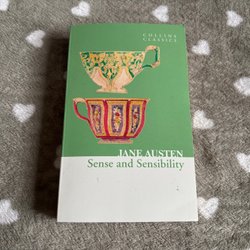 COLLINS
CLASSICS
JANE AUSTEN
Sense and Sensibility